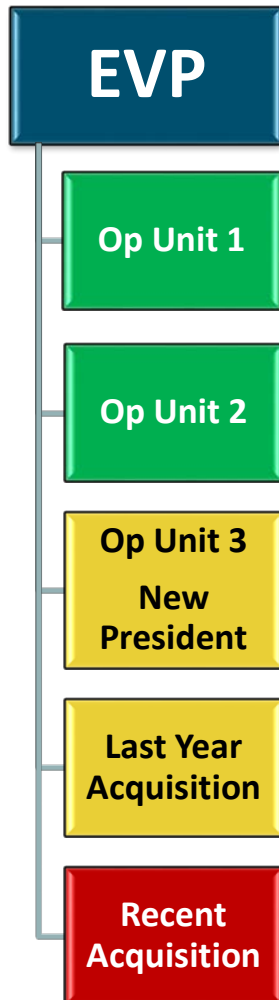 EVP
Op Unit 1
Op Unit 2
Op Unit 3
New
President
Last Year
Acquisition
Recent
Acquisition